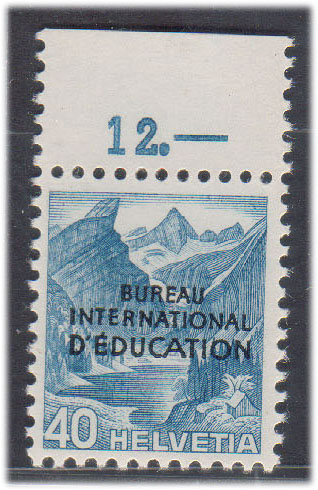 12.—
BUREAU
INTERNATIONAL
D'ÉDUCATION
40 HELVETIA